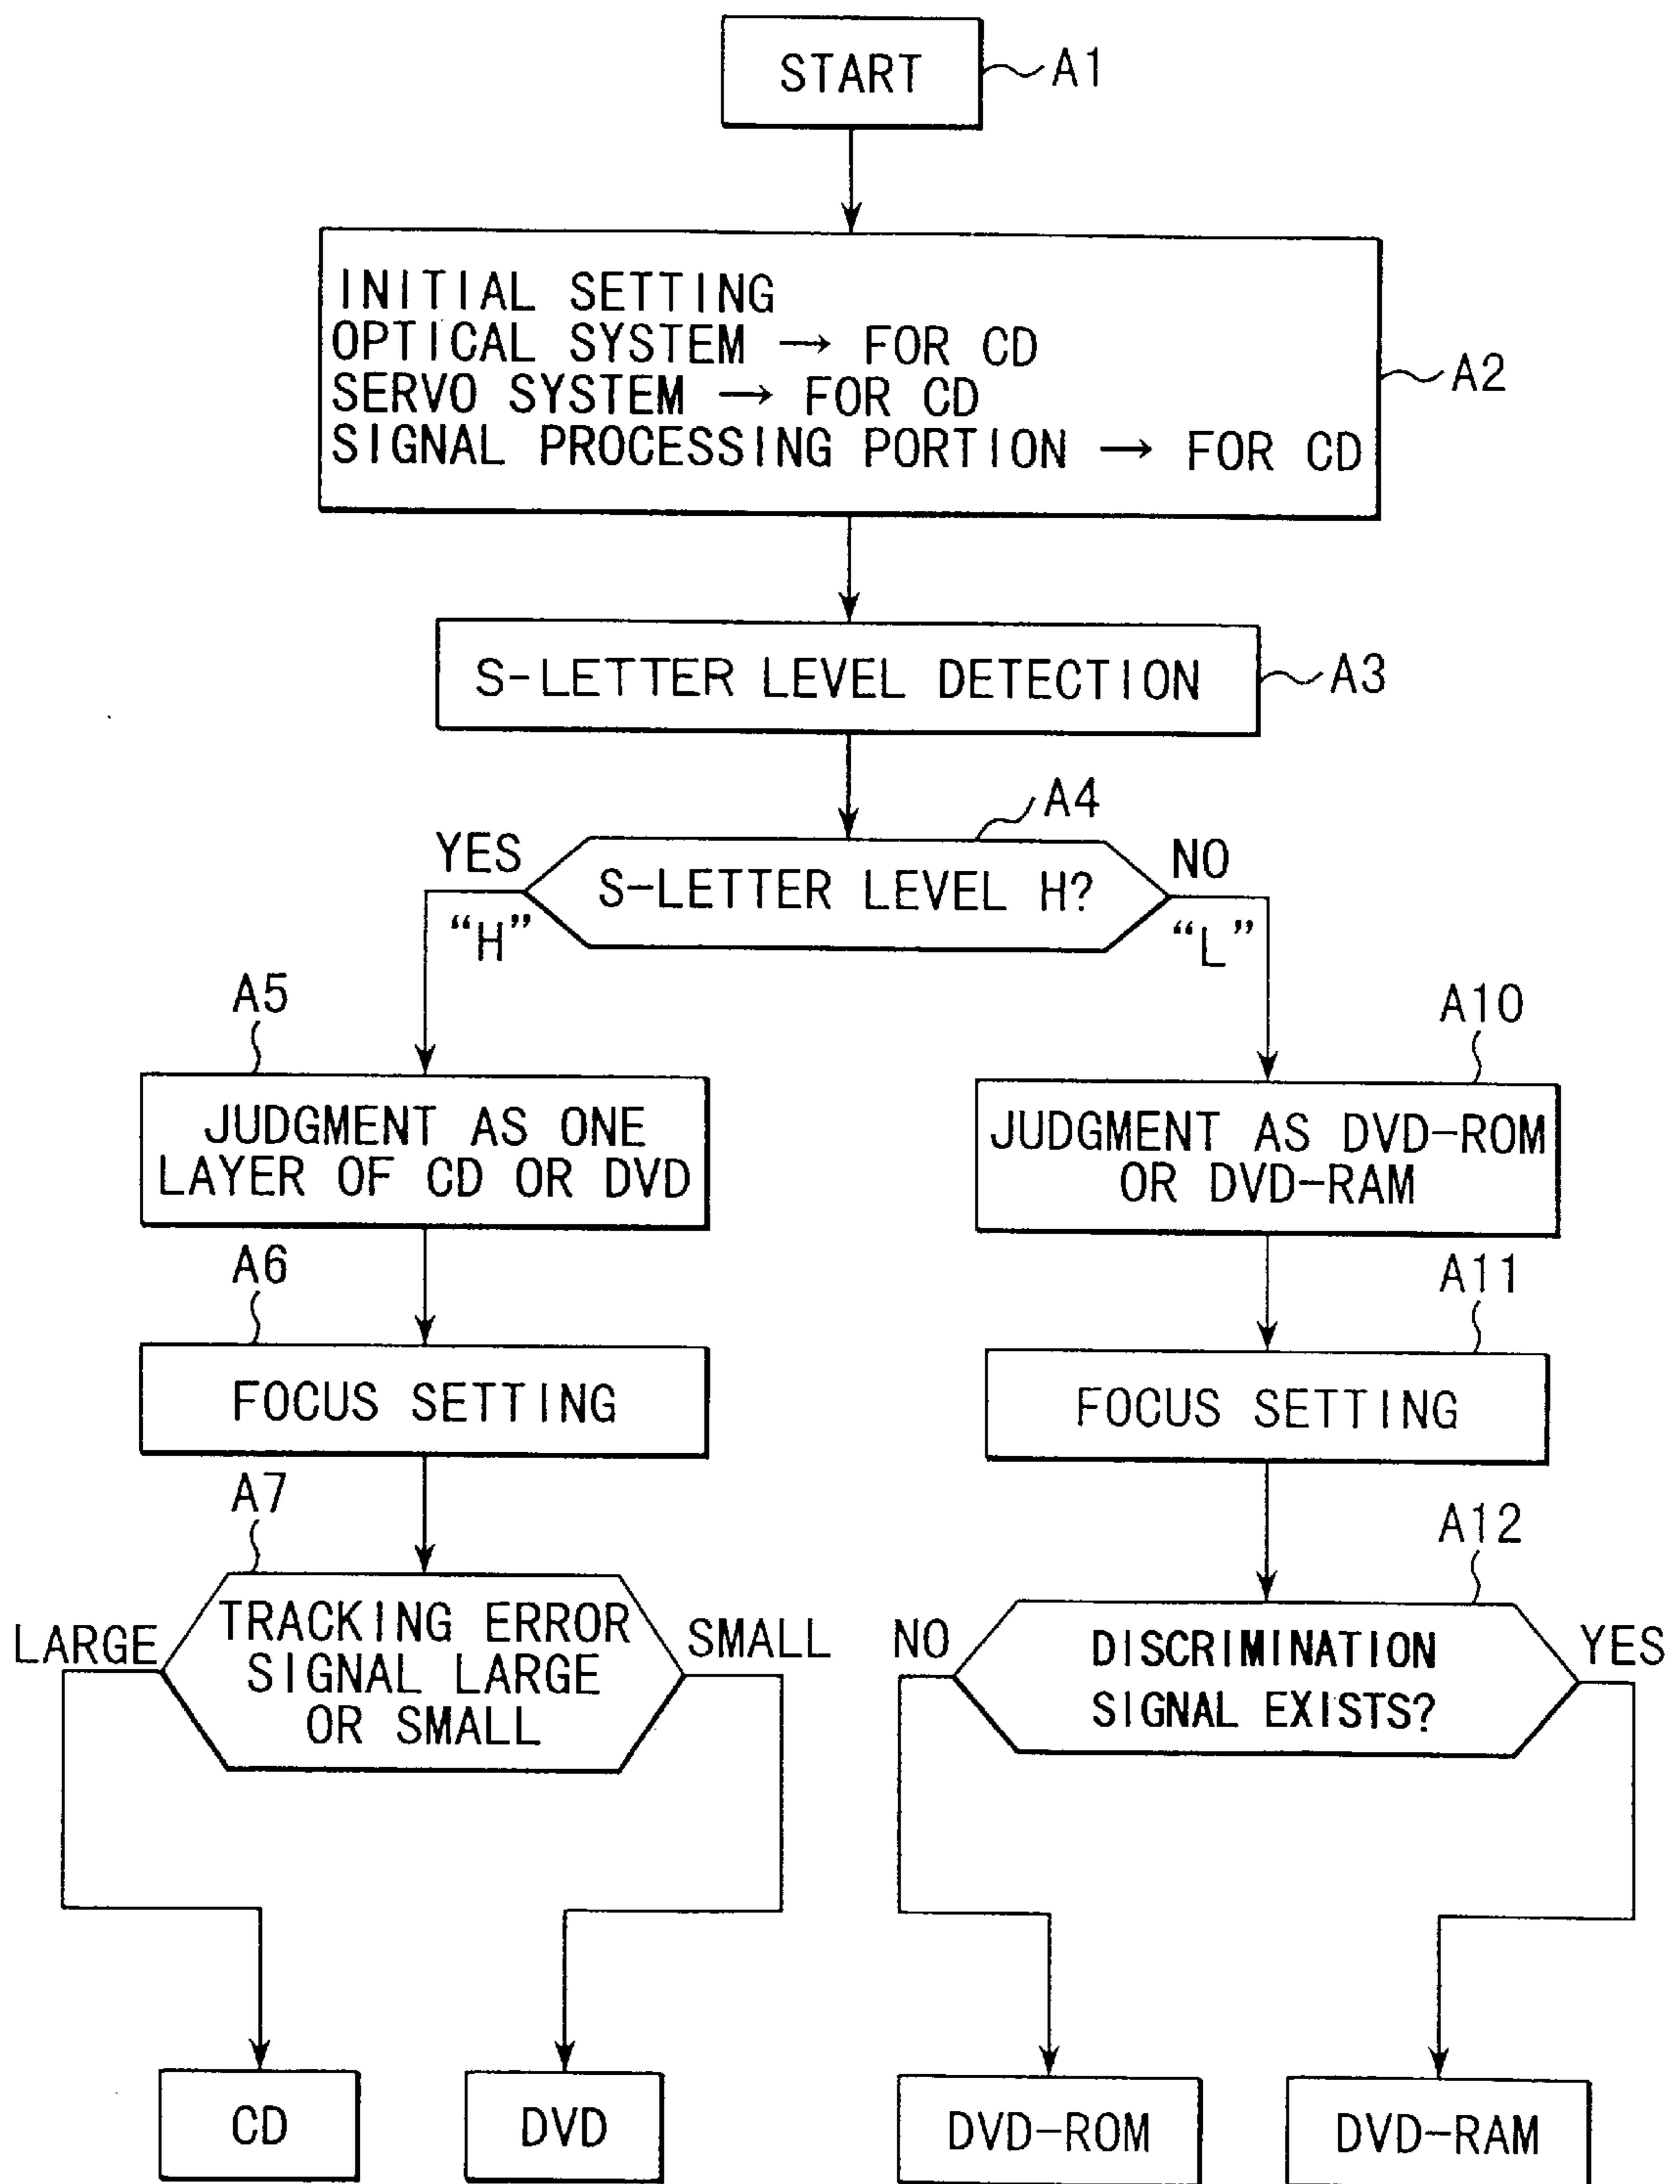 START
A1
INITIAL SETTING
OPTICAL SYSTEM → FOR CD
SERVO SYSTEM → FOR CD
SIGNAL PROCESSING PORTION → FOR CD
A2
S-LETTER LEVEL DETECTION
A3
A4
YES
S-LETTER LEVEL H?
NO
“H”
“L”
A5
JUDGMENT AS ONE
LAYER OF CD OR DVD
A10
JUDGMENT AS DVD-ROM
OR DVD-RAM
A6
FOCUS SETTING
A11
FOCUS SETTING
A7
LARGE
TRACKING ERROR
SIGNAL LARGE
OR SMALL
SMALL
A12
NO
DISCRIMINATION
SIGNAL EXISTS?
YES
CD
DVD
DVD-ROM
DVD-RAM